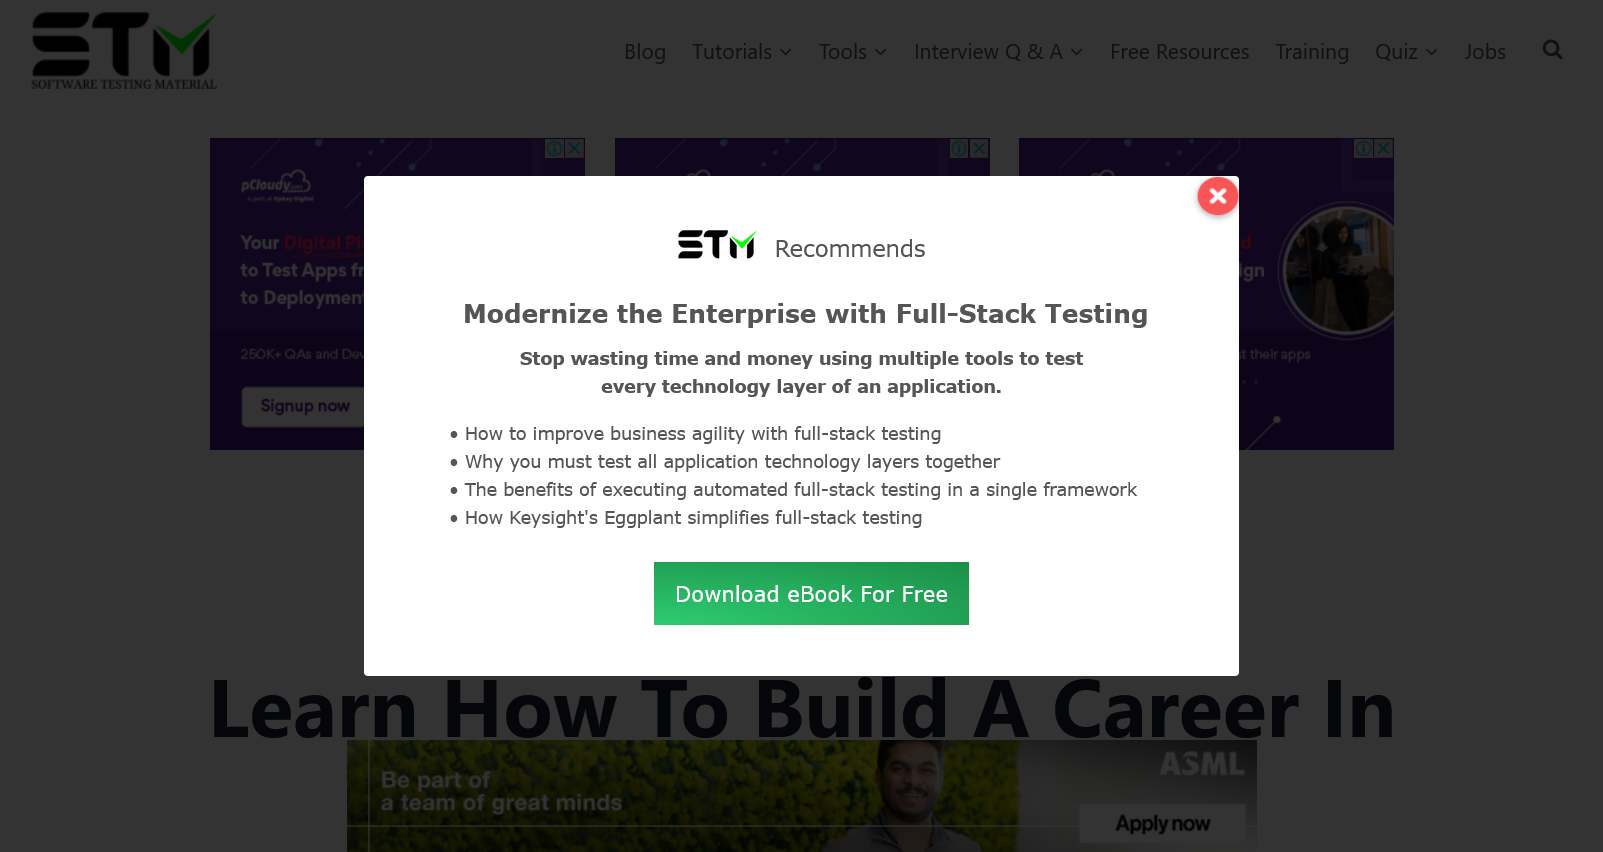 STM
SOFTWARE TESTING MATERIAL
Blog
Tutorials
Tools
Interview Q & A
Free Resources
Training
Quiz
Jobs
pCloudy.com
Your Digital
to Test Apps
to Deployment
250K+ QAs and
Signup now
t their apps
STM Recommends
Modernize the Enterprise with Full-Stack Testing
Stop wasting time and money using multiple tools to test
every technology layer of an application.
• How to improve business agility with full-stack testing
• Why you must test all application technology layers together
• The benefits of executing automated full-stack testing in a single framework
• How Keysight's Eggplant simplifies full-stack testing
Download eBook For Free
Learn How To Build A Career In
Be part of
a team of great minds
ASML
Apply now